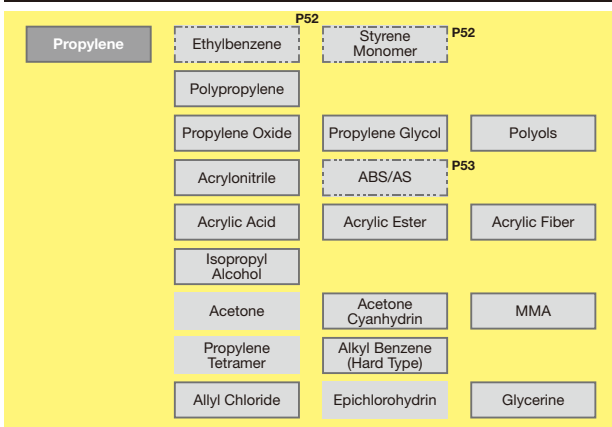 P52
Propylene
Ethylbenzene
Styrene
Monomer
P52
Polypropylene
Propylene Oxide
Propylene Glycol
Polyols
Acrylonitrile
ABS/AS
P53
Acrylic Acid
Acrylic Ester
Acrylic Fiber
Isopropyl
Alcohol
Acetone
Acetone
Cyanhydrin
MMA
Propylene
Tetramer
Alkyl Benzene
(Hard Type)
Allyl Chloride
Epichlorohydrin
Glycerine